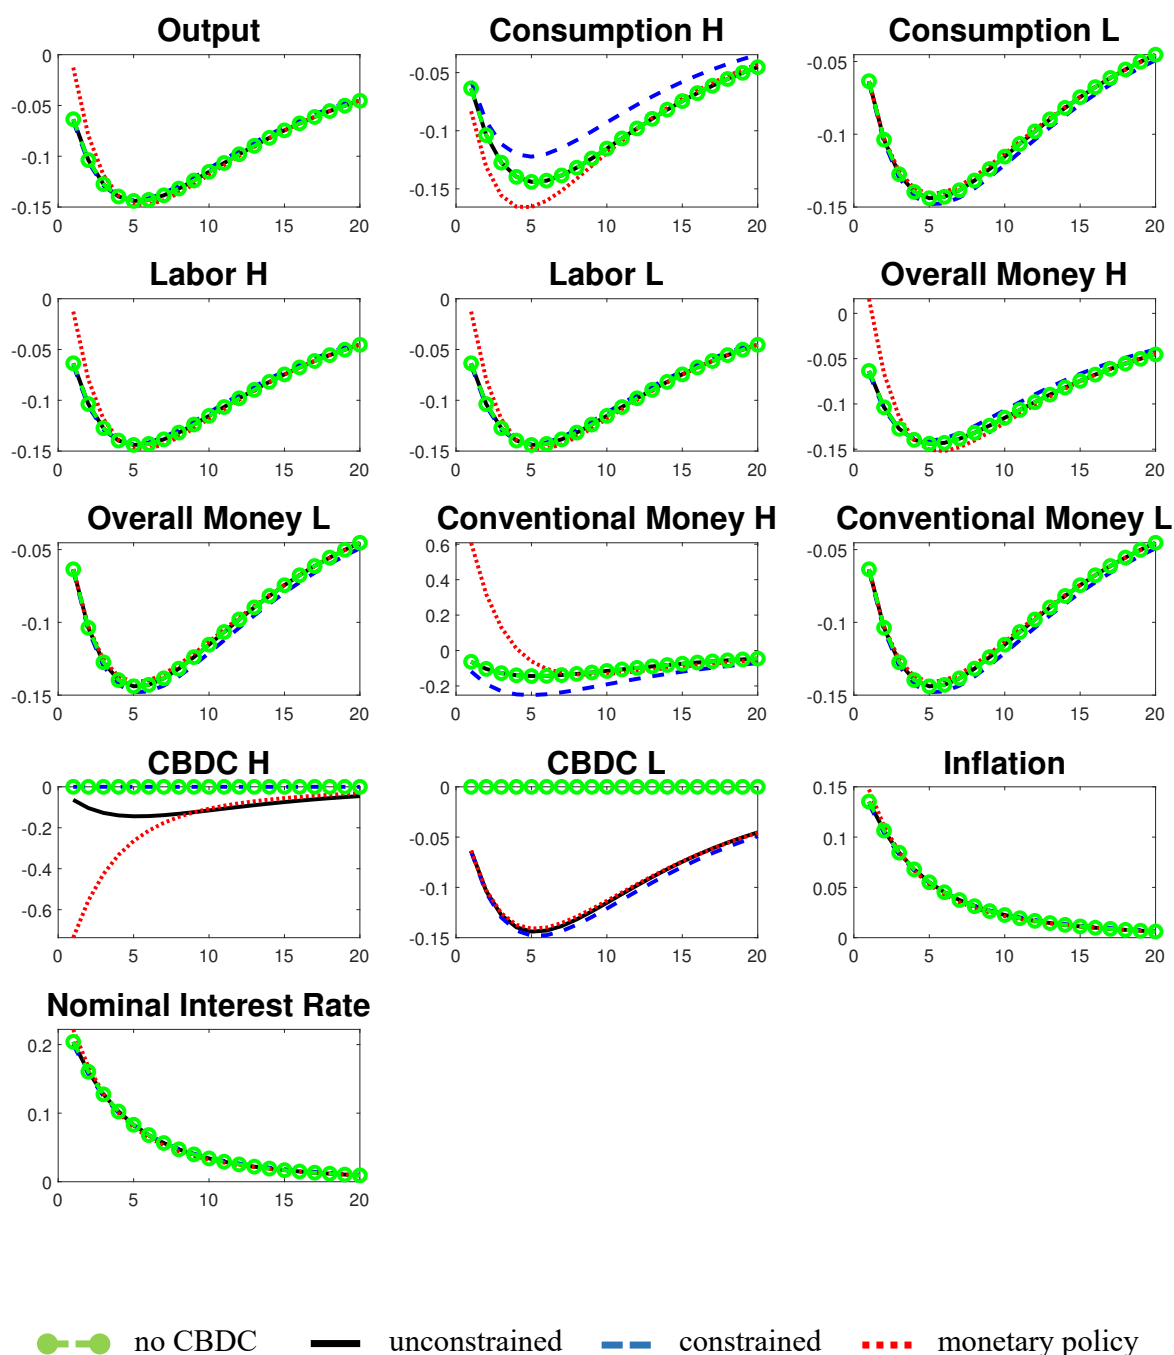 Output
Consumption H
Consumption L
0
-0.05
-0.1
-0.15
0 5 10 15 20
-0.05
-0.1
-0.15
0 5 10 15 20
-0.05
-0.1
-0.15
0 5 10 15 20
Labor H
Labor L
Overall Money H
0
-0.05
-0.1
-0.15
0 5 10 15 20
0
-0.05
-0.1
-0.15
0 5 10 15 20
0
-0.05
-0.1
-0.15
0 5 10 15 20
Overall Money L
Conventional Money H
Conventional Money L
-0.05
-0.1
-0.15
0 5 10 15 20
0.6
0.4
0.2
0
-0.2
0 5 10 15 20
-0.05
-0.1
-0.15
0 5 10 15 20
CBDC H
CBDC L
Inflation
0
-0.2
-0.4
-0.6
0 5 10 15 20
0
-0.05
-0.1
-0.15
0 5 10 15 20
0.15
0.1
0.05
0
0 5 10 15 20
Nominal Interest Rate
0.2
0.1
0
0 5 10 15 20
no CBDC unconstrained constrained monetary policy